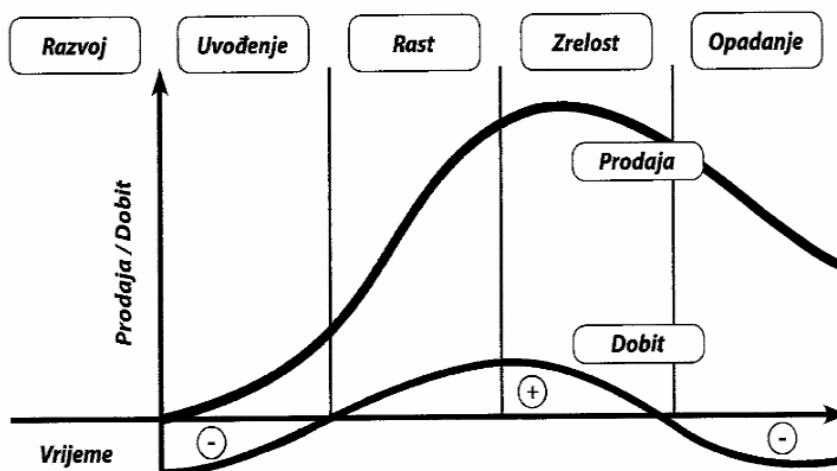 Razvoj
Uvođenje
Rast
Zrelost
Opadanje
Prodaja / Dobit
Prodaja
Dobit
+
-
-
Vrijeme